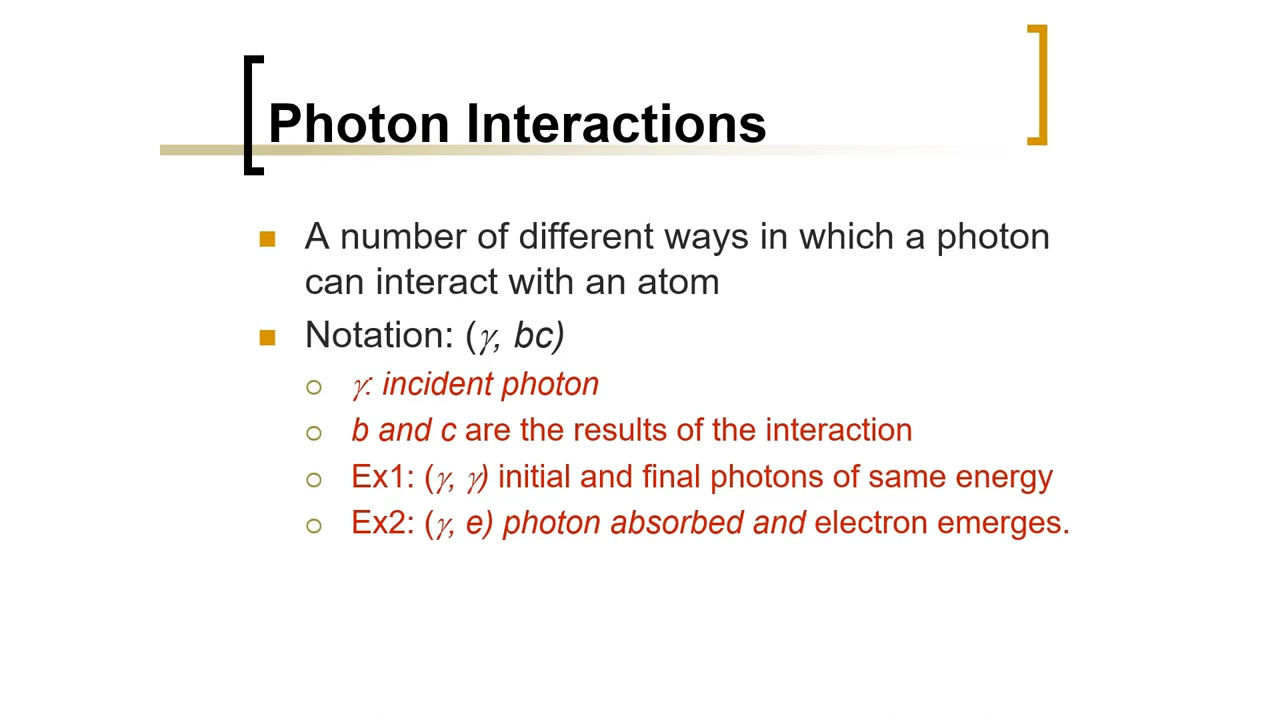 Photon Interactions
A number of different ways in which a photon
can interact with an atom
Notation: (γ, bc)
γ: incident photon
b and c are the results of the interaction
Ex1: (γ, γ) initial and final photons of same energy
Ex2: (γ, e) photon absorbed and electron emerges.